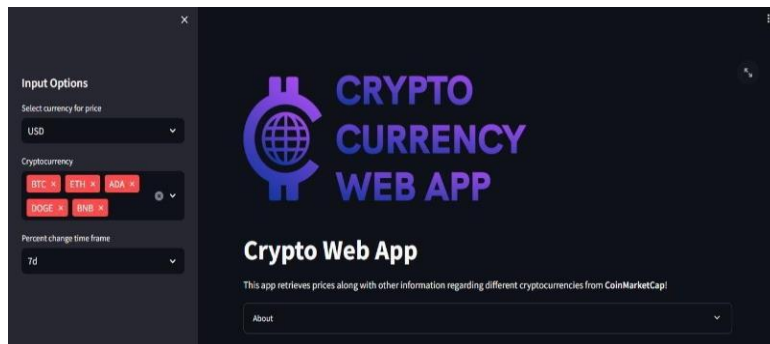 Input Options
Select currency for price
USD
Cryptocurrency
BTC × ETH × ADA ×
DOGE × BNB ×
Percent change time frame
7d
CRYPTO
CURRENCY
WEB APP
Crypto Web App
This app retrieves prices along with other information regarding different cryptocurrencies from CoinMarketCap!
About